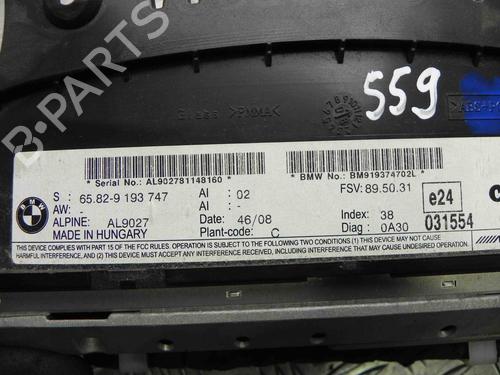 559
>PMMA<
* Serial No.: AL902781148160 *
* BMW No.: BM919374702L *
BMW
S : 65.82-9 193 747
AI : 02
FSV: 89.50.31
e24
AW: -
AI : -
ALPINE: AL9027
Date: 46/08
Index: 38
031554
MADE IN HUNGARY
Plant-code: C
Diag : 0A30
THIS DEVICE COMPLIES WITH PART 15 OF THE FCC RULES. OPERATION IS SUBJECT TO THE FOLLOWING TWO CONDITIONS: (1) THIS DEVICE MAY NOT CAUSE
HARMFUL INTERFERENCE, AND (2) THIS DEVICE MUST ACCEPT ANY INTERFERENCE RECEIVED, INCLUDING INTERFERENCE THAT MAY CAUSE UNDESIRED OPERATION.
B-PARTS